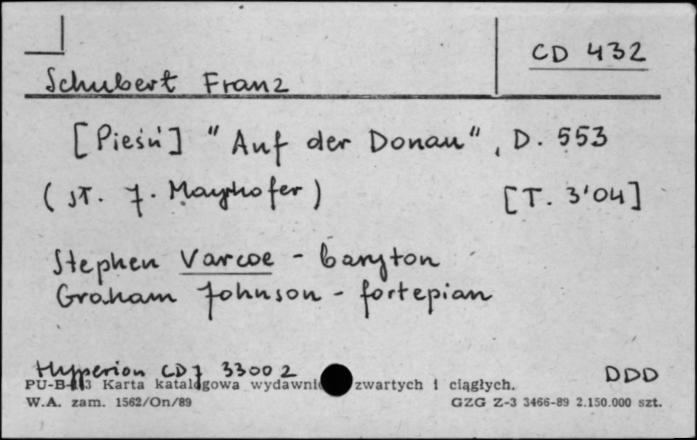 CD 432
Schubert Franz
[Pieśń] "Auf der Donau", D. 553
(sł. J. Mayrhofer) [T. 3'04]
Stephen Varcoe - baryton
Graham Johnson - fortepian
Hyperion CDJ 33002 DDD
Karta katalogowa zwartych i ciągłych.
W.A. zam. 1562/On/89 GZG Z-3 3466-89 2.150.000 szt.